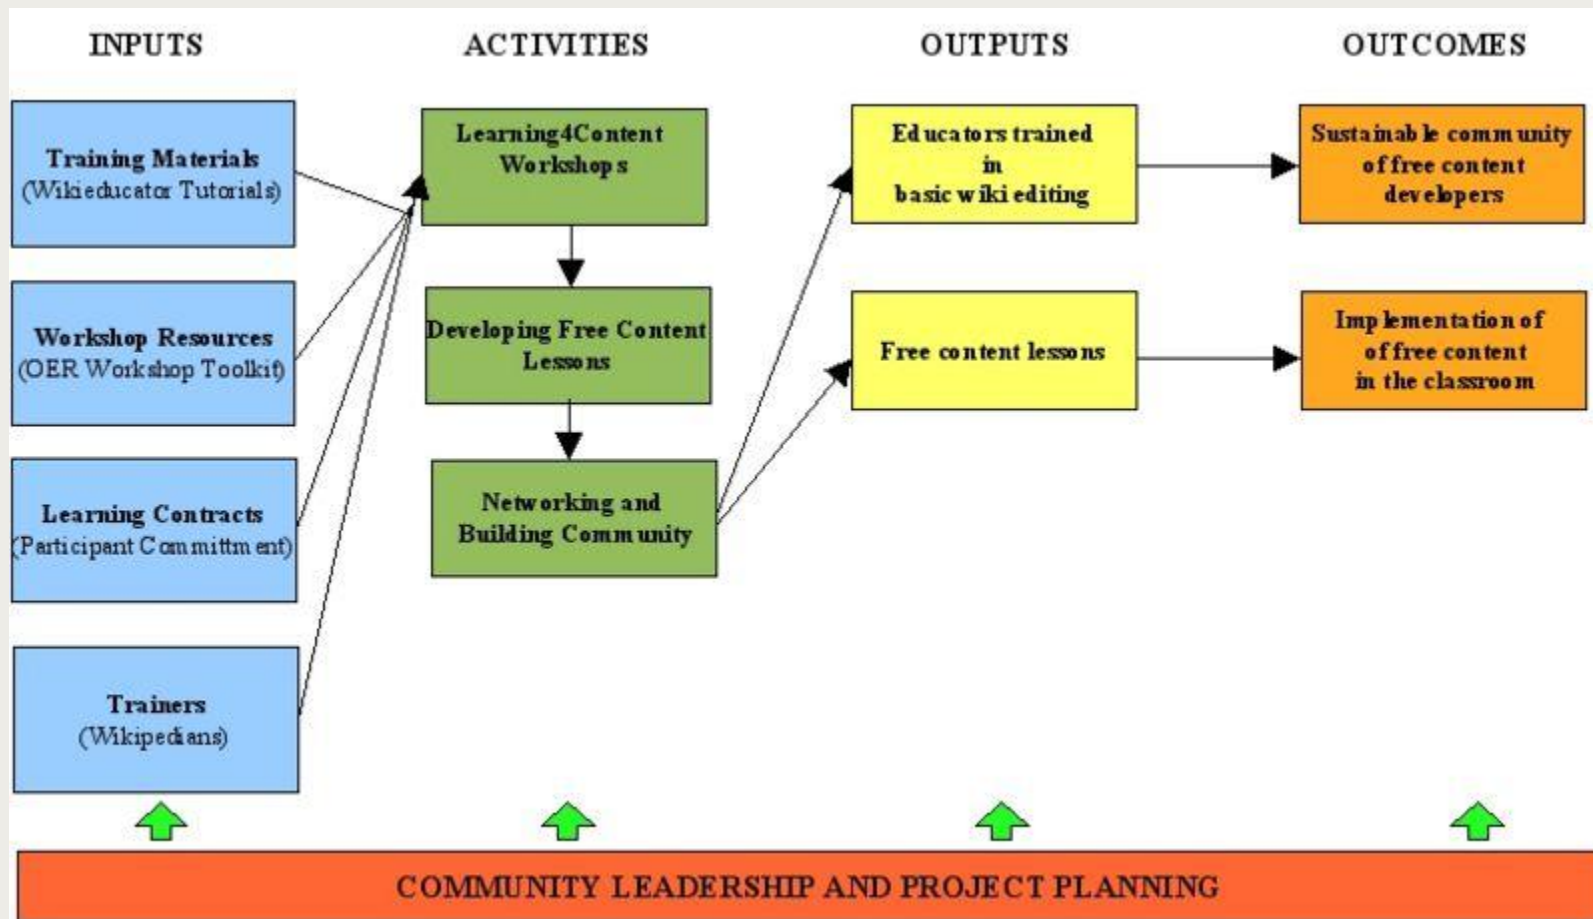 INPUTS
ACTIVITIES
OUTPUTS
OUTCOMES
Training Materials
(Wikieducator Tutorials)
Workshop Resources
(OER Workshop Toolkit)
Learning Contracts
(Participant Committment)
Trainers
(Wikipedians)
Learning4Content
Workshops
Developing Free Content
Lessons
Networking and
Building Community
Educators trained
in
basic wiki editing
Free content lessons
Sustainable community
of free content
developers
Implementation of
of free content
in the classroom
COMMUNITY LEADERSHIP AND PROJECT PLANNING